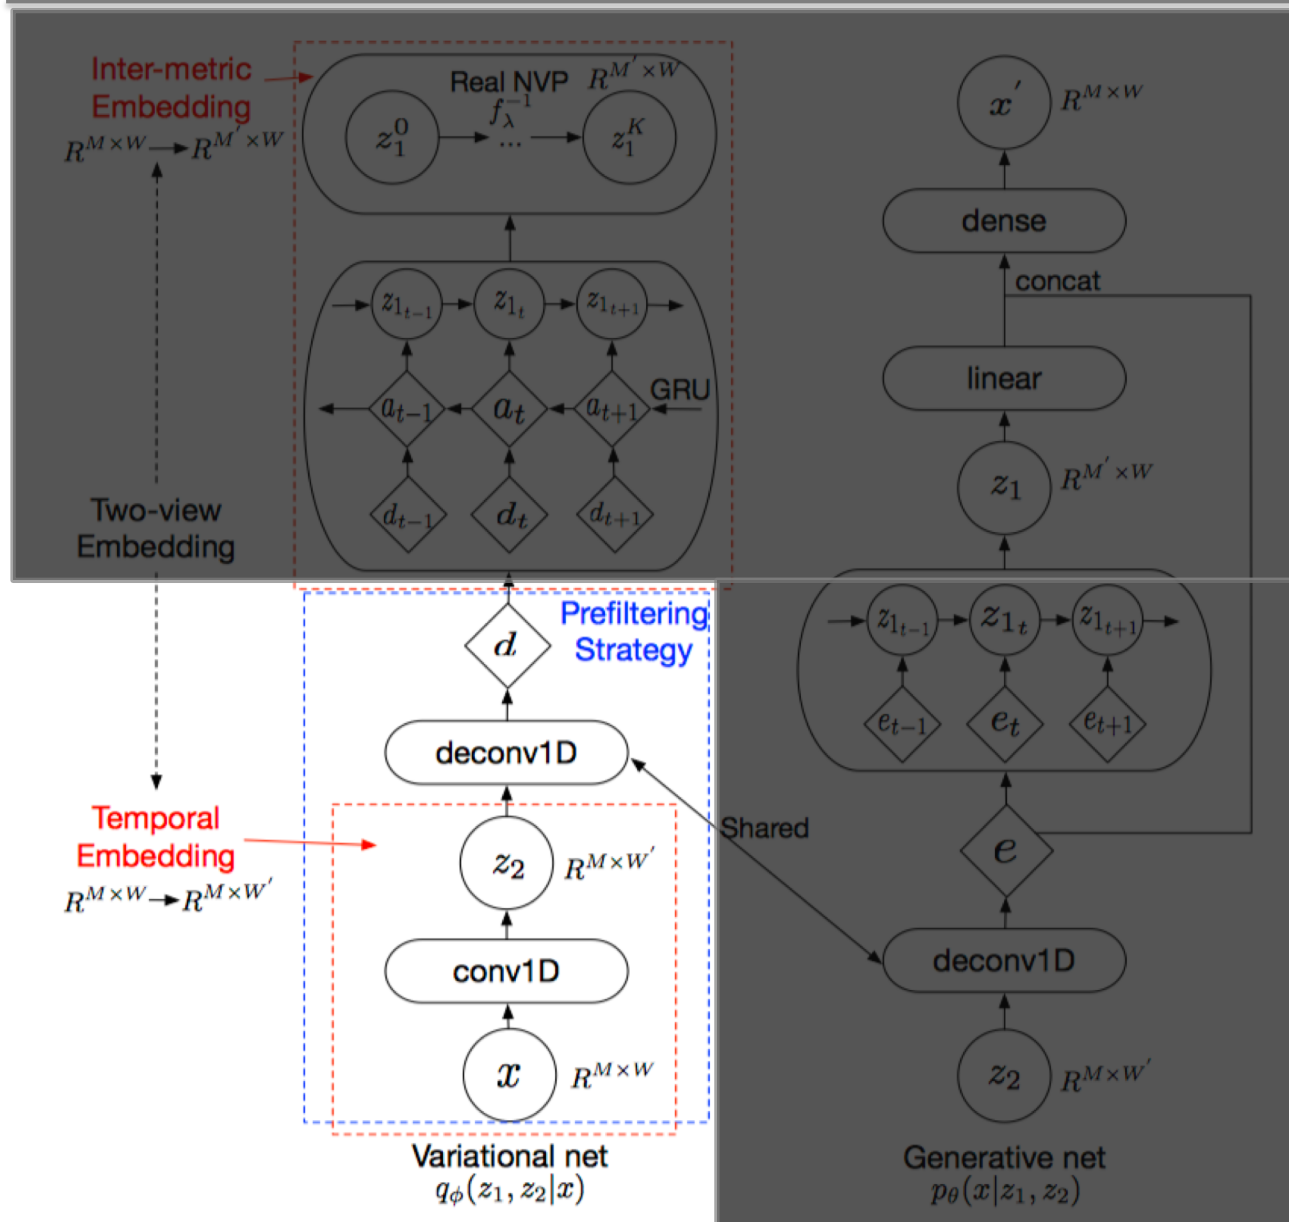 Inter-metric
Embedding
R^{M×W} → R^{M'×W}
Real NVP R^{M'×W}
f_λ^{-1}
z_1^0 ... z_1^K
x' R^{M×W}
dense
concat
z_{1_{t-1}} z_{1_t} z_{1_{t+1}}
linear
GRU
a_{t-1} a_t a_{t+1}
z_1 R^{M'×W}
d_{t-1} d_t d_{t+1}
Two-view
Embedding
Prefiltering
Strategy
d
z_{1_{t-1}} z_{1_t} z_{1_{t+1}}
e_{t-1} e_t e_{t+1}
deconv1D
Temporal
Embedding
R^{M×W} → R^{M×W'}
Shared
e
z_2 R^{M×W'}
conv1D
deconv1D
x R^{M×W}
z_2 R^{M×W'}
Variational net
q_ϕ(z_1, z_2|x)
Generative net
p_θ(x|z_1, z_2)